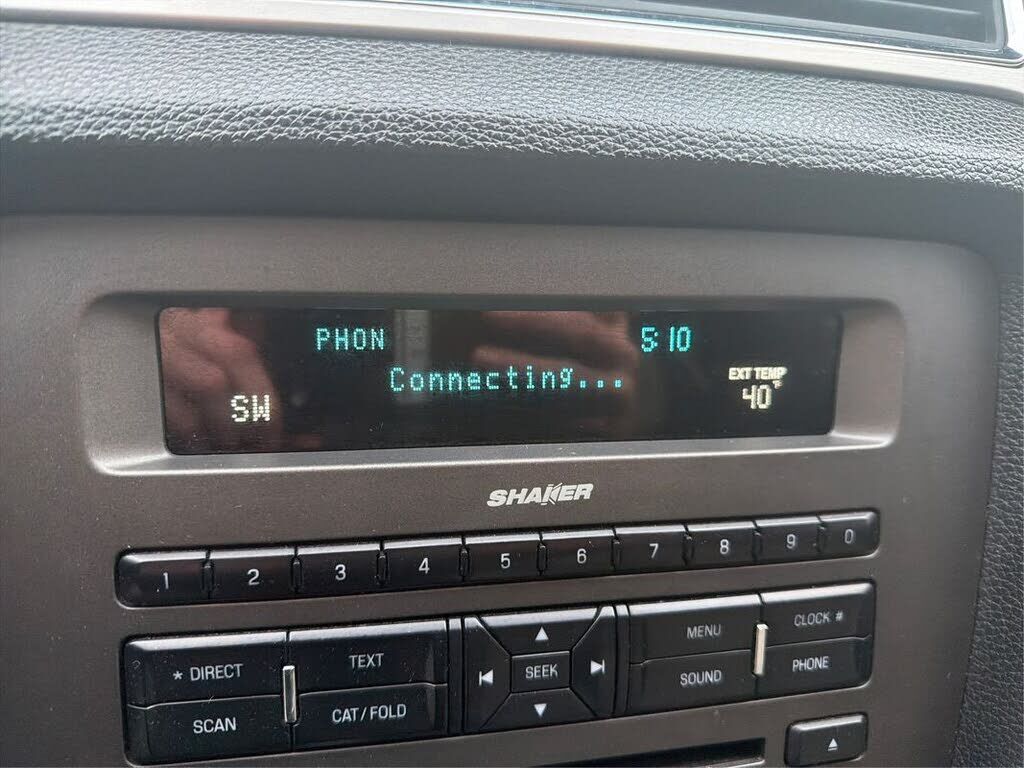 PHON 5:10
Connecting...
EXT TEMP
SW 40°F
SHAKER
1 2 3 4 5 6 7 8 9 0
* DIRECT TEXT MENU CLOCK #
SEEK
SCAN CAT/FOLD SOUND PHONE